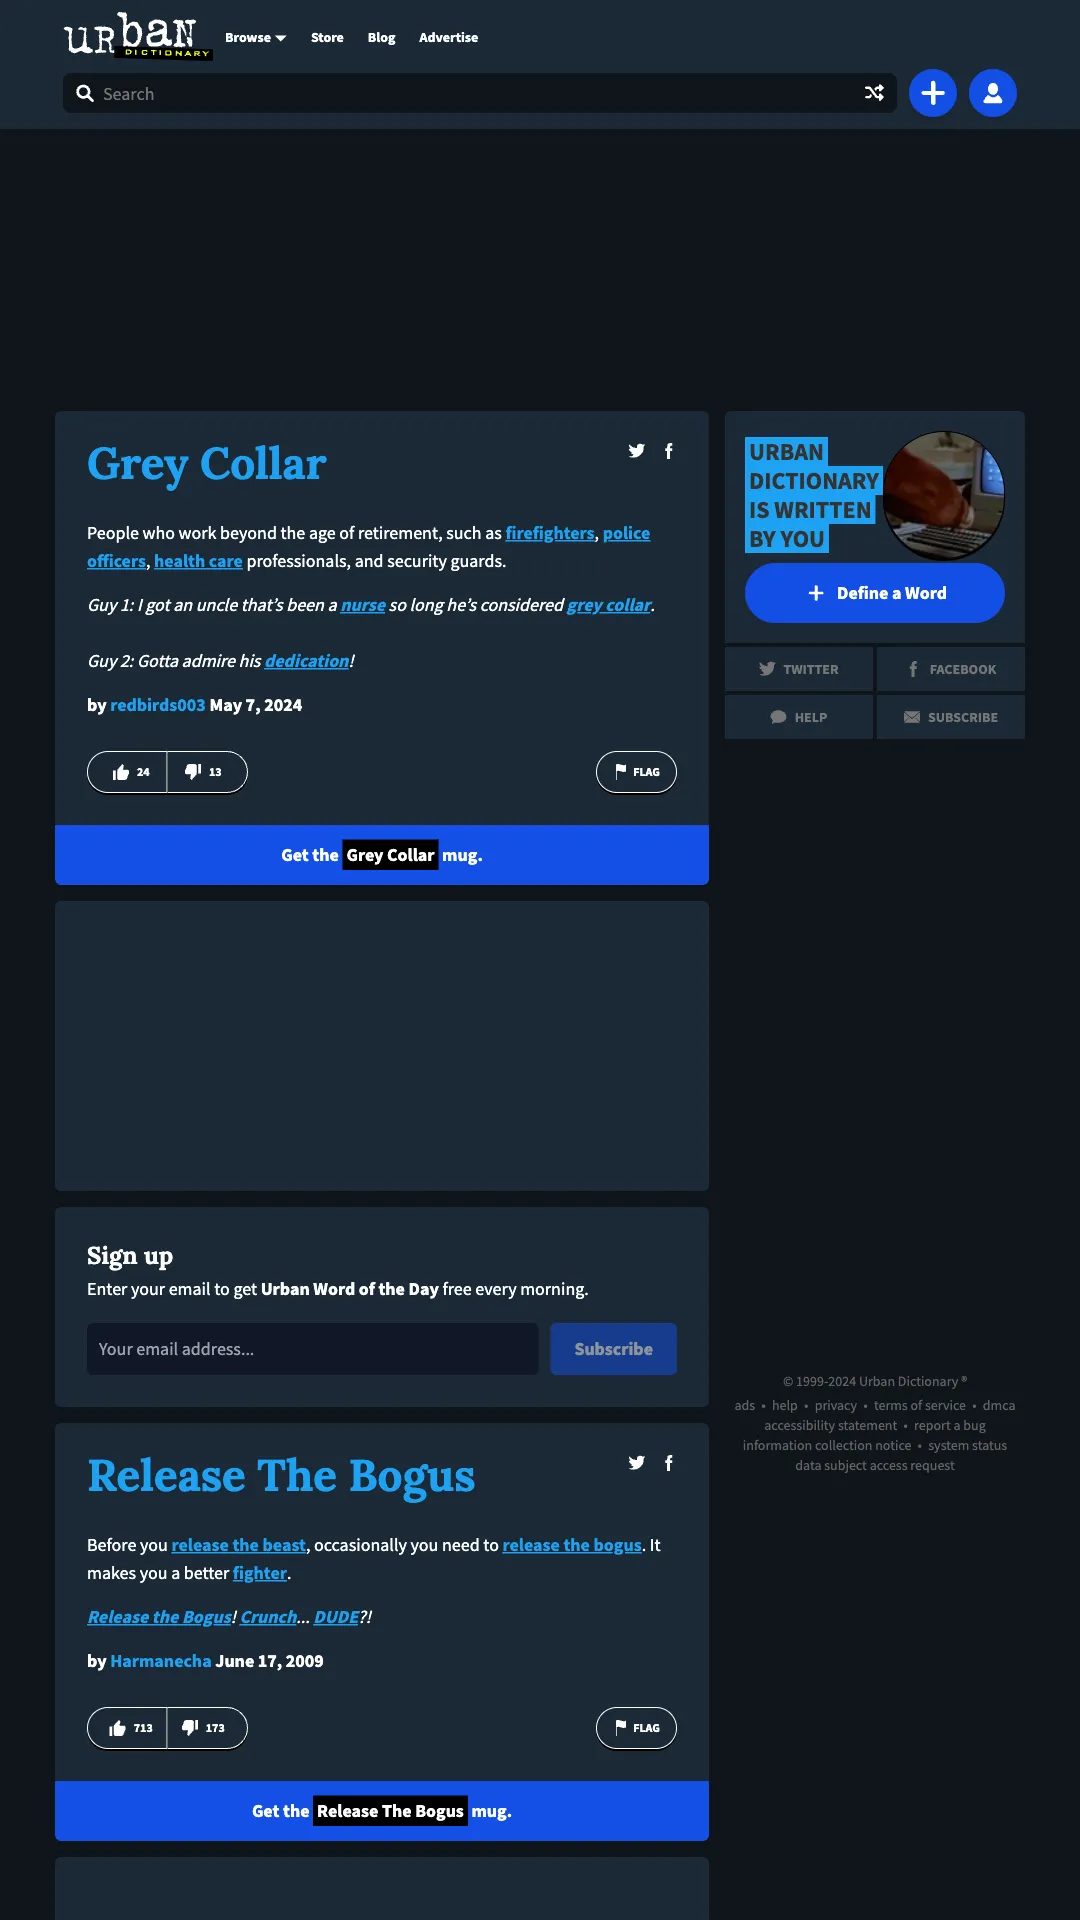 urban
DICTIONARY
Browse Store Blog Advertise
Search
Grey Collar
People who work beyond the age of retirement, such as firefighters, police
officers, health care professionals, and security guards.
Guy 1: I got an uncle that’s been a nurse so long he’s considered grey collar.
Guy 2: Gotta admire his dedication!
by redbirds003 May 7, 2024
24 13 FLAG
Get the Grey Collar mug.
URBAN
DICTIONARY
IS WRITTEN
BY YOU
Define a Word
TWITTER FACEBOOK
HELP SUBSCRIBE
Sign up
Enter your email to get Urban Word of the Day free every morning.
Your email address... Subscribe
© 1999-2024 Urban Dictionary ®
ads • help • privacy • terms of service • dmca
accessibility statement • report a bug
information collection notice • system status
data subject access request
Release The Bogus
Before you release the beast, occasionally you need to release the bogus. It
makes you a better fighter.
Release the Bogus! Crunch... DUDE?!
by Harmanecha June 17, 2009
713 173 FLAG
Get the Release The Bogus mug.